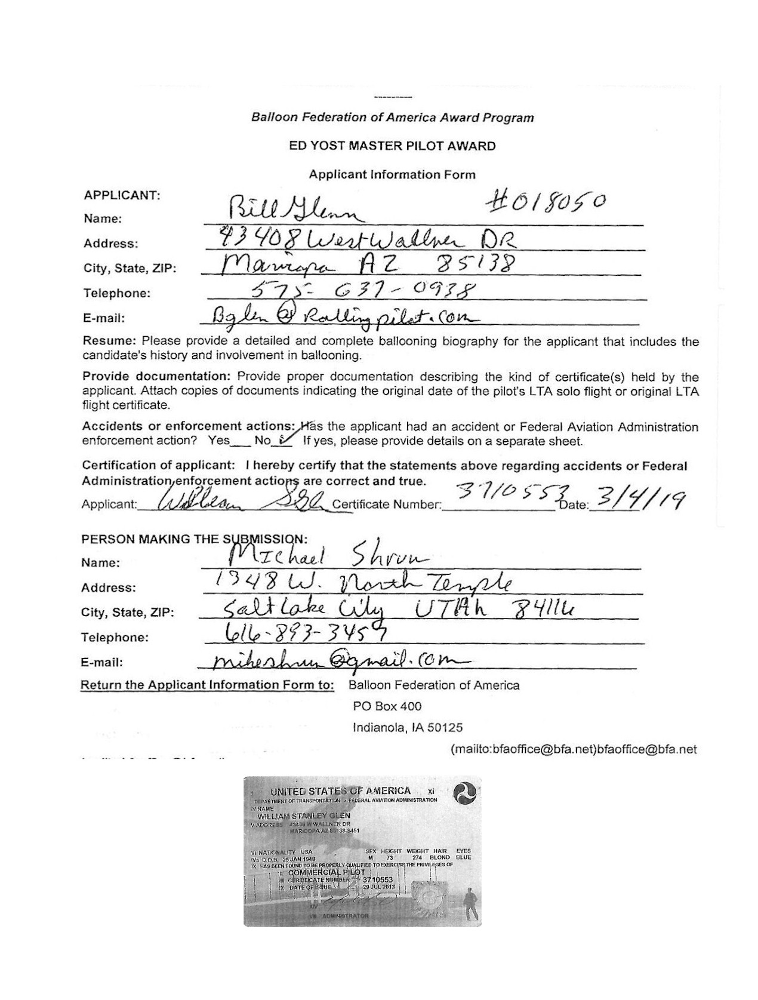 ---------
Balloon Federation of America Award Program
ED YOST MASTER PILOT AWARD
Applicant Information Form
APPLICANT:
#018050
Name: Bill Glenn
Address: 43408 West Wallner DR
City, State, ZIP: Maricopa AZ 85138
Telephone: 575-637-0938
E-mail: Bglen@Rollingpilot.com
Resume: Please provide a detailed and complete ballooning biography for the applicant that includes the
candidate's history and involvement in ballooning.
Provide documentation: Provide proper documentation describing the kind of certificate(s) held by the
applicant. Attach copies of documents indicating the original date of the pilot's LTA solo flight or original LTA
flight certificate.
Accidents or enforcement actions: Has the applicant had an accident or Federal Aviation Administration
enforcement action? Yes___ No ✓ If yes, please provide details on a separate sheet.
Certification of applicant: I hereby certify that the statements above regarding accidents or Federal
Administration enforcement actions are correct and true.
Applicant: William Certificate Number: 3710553 Date: 3/4/19
PERSON MAKING THE SUBMISSION:
Name: Michael Shrum
Address: 1348 W. North Temple
City, State, ZIP: Salt Lake City UTAh 84116
Telephone: 616-893-3459
E-mail: @gmail.com
Return the Applicant Information Form to: Balloon Federation of America
PO Box 400
Indianola, IA 50125
(mailto:bfaoffice@bfa.net)bfaoffice@bfa.net
UNITED STATES OF AMERICA XI
DEPARTMENT OF TRANSPORTATION FEDERAL AVIATION ADMINISTRATION
IV NAME
WILLIAM STANLEY GLEN
V ADDRESS 43408 W WALLNER DR
MARICOPA AZ 85138-9451
VI NATIONALITY USA SEX HEIGHT WEIGHT HAIR EYES
IVa D.O.B. 25 JAN 1948 M 73 274 BLOND BLUE
IX HAS BEEN FOUND TO BE PROPERLY QUALIFIED TO EXERCISE THE PRIVILEGES OF
II COMMERCIAL PILOT
III CERTIFICATE NUMBER 3710553
X DATE OF ISSUE 29 JUL 2013
XIV
VIII ADMINISTRATOR